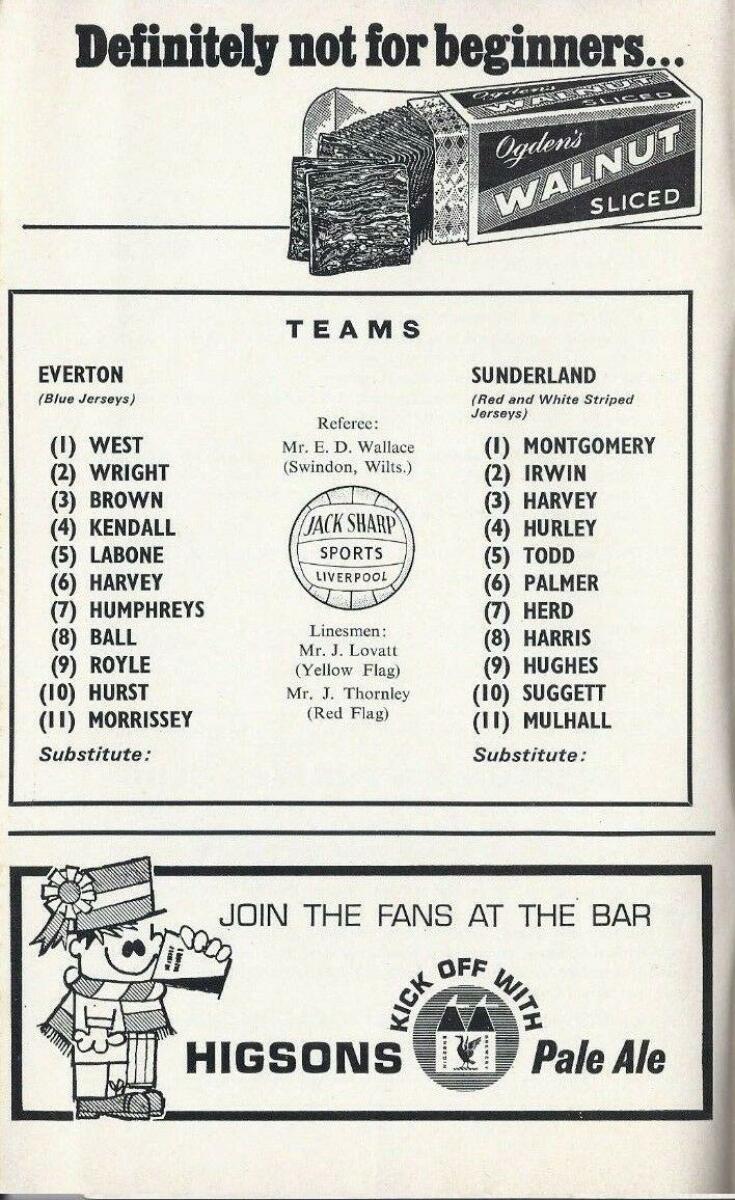 Definitely not for beginners...
Ogden's WALNUT SLICED
Ogden's
WALNUT
SLICED
TEAMS
EVERTON
(Blue Jerseys)
(1) WEST
(2) WRIGHT
(3) BROWN
(4) KENDALL
(5) LABONE
(6) HARVEY
(7) HUMPHREYS
(8) BALL
(9) ROYLE
(10) HURST
(11) MORRISSEY
Substitute:
Referee:
Mr. E. D. Wallace
(Swindon, Wilts.)
JACK SHARP
SPORTS
LIVERPOOL
Linesmen:
Mr. J. Lovatt
(Yellow Flag)
Mr. J. Thornley
(Red Flag)
SUNDERLAND
(Red and White Striped
Jerseys)
(1) MONTGOMERY
(2) IRWIN
(3) HARVEY
(4) HURLEY
(5) TODD
(6) PALMER
(7) HERD
(8) HARRIS
(9) HUGHES
(10) SUGGETT
(11) MULHALL
Substitute:
JOIN THE FANS AT THE BAR
KICK OFF WITH
HIGSONS Pale Ale